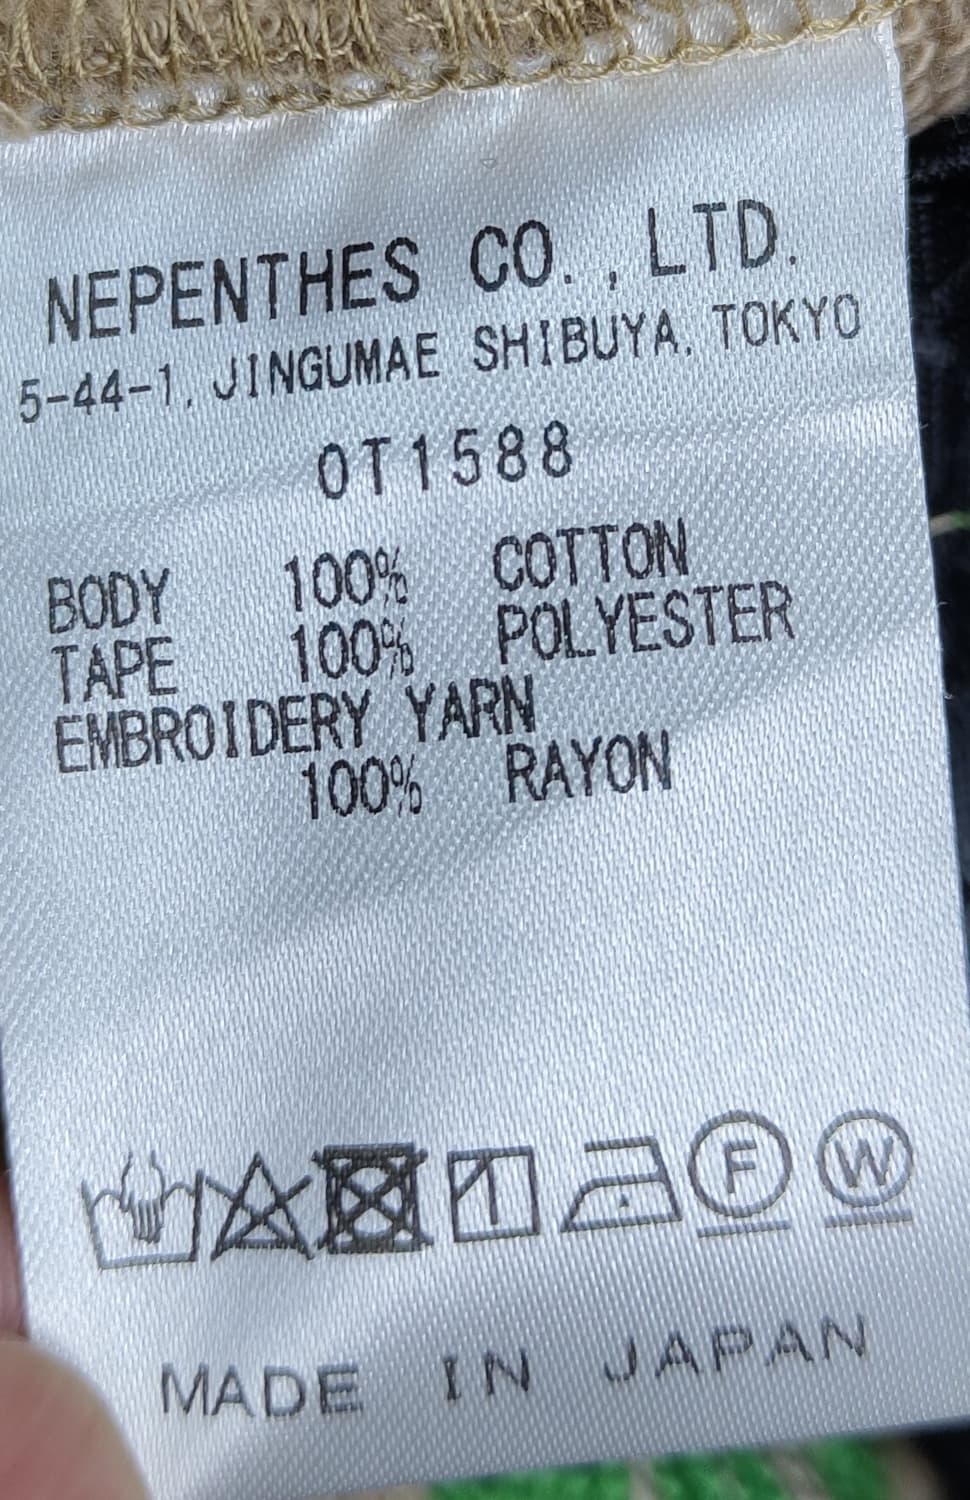 NEPENTHES CO.,LTD.
5-44-1, JINGUMAE SHIBUYA, TOKYO
OT1588
BODY 100% COTTON
TAPE 100% POLYESTER
EMBROIDERY YARN
100% RAYON
F W
MADE IN JAPAN